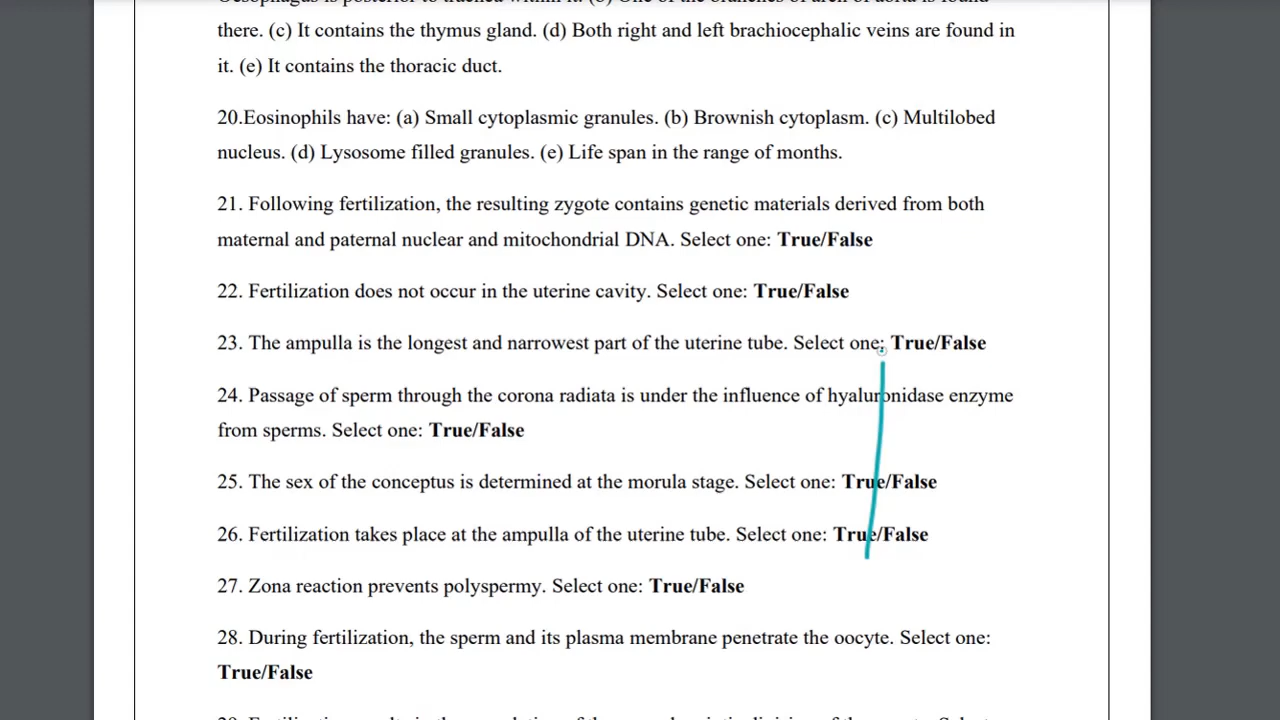 there. (c) It contains the thymus gland. (d) Both right and left brachiocephalic veins are found in
it. (e) It contains the thoracic duct.
20.Eosinophils have: (a) Small cytoplasmic granules. (b) Brownish cytoplasm. (c) Multilobed
nucleus. (d) Lysosome filled granules. (e) Life span in the range of months.
21. Following fertilization, the resulting zygote contains genetic materials derived from both
maternal and paternal nuclear and mitochondrial DNA. Select one: True/False
22. Fertilization does not occur in the uterine cavity. Select one: True/False
23. The ampulla is the longest and narrowest part of the uterine tube. Select one: True/False
24. Passage of sperm through the corona radiata is under the influence of hyaluronidase enzyme
from sperms. Select one: True/False
25. The sex of the conceptus is determined at the morula stage. Select one: True/False
26. Fertilization takes place at the ampulla of the uterine tube. Select one: True/False
27. Zona reaction prevents polyspermy. Select one: True/False
28. During fertilization, the sperm and its plasma membrane penetrate the oocyte. Select one:
True/False